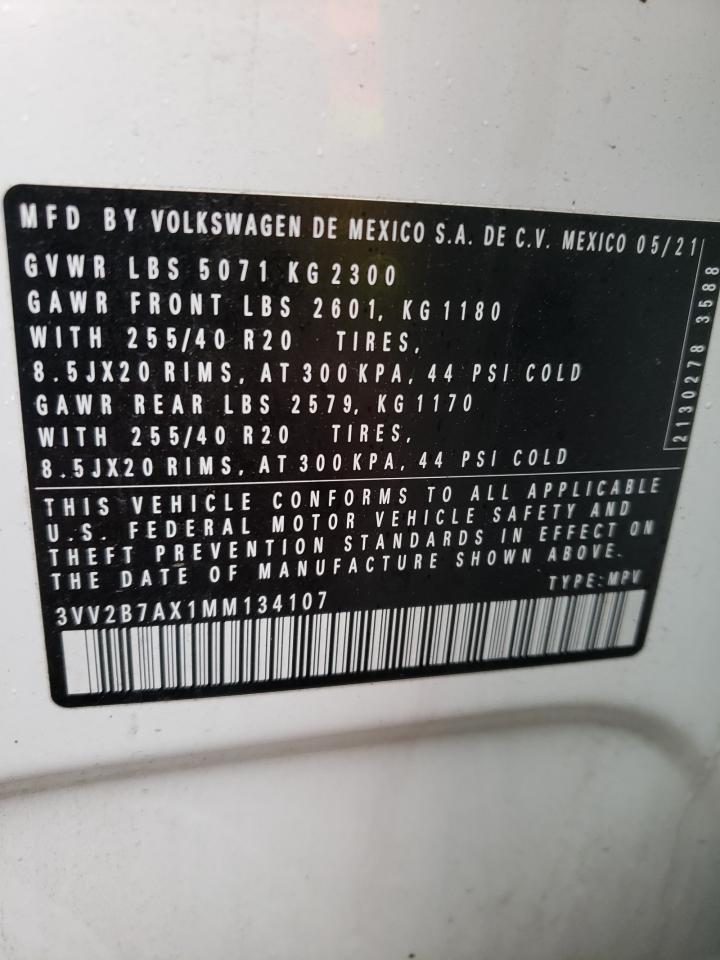 MFD BY VOLKSWAGEN DE MEXICO S.A. DE C.V. MEXICO 05/21
GVWR LBS 5071 KG 2300
GAWR FRONT LBS 2601, KG 1180
WITH 255/40 R20 TIRES,
8.5JX20 RIMS, AT 300 KPA, 44 PSI COLD
GAWR REAR LBS 2579, KG 1170
WITH 255/40 R20 TIRES,
8.5JX20 RIMS, AT 300 KPA, 44 PSI COLD
2130278 3588
THIS VEHICLE CONFORMS TO ALL APPLICABLE
U.S. FEDERAL MOTOR VEHICLE SAFETY AND
THEFT PREVENTION STANDARDS IN EFFECT ON
THE DATE OF MANUFACTURE SHOWN ABOVE.
3VV2B7AX1MM134107 TYPE: MPV